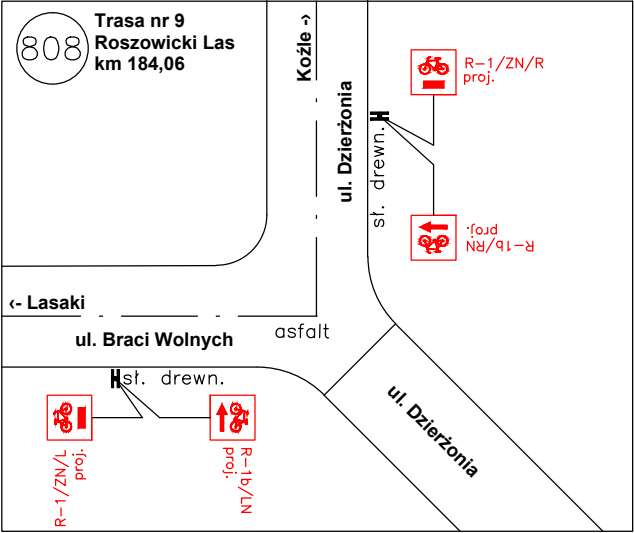 808
Trasa nr 9
Roszowicki Las
km 184,06
Koźle ->
ul. Dzierżonia
sł. drewn.
R-1/ZN/R
proj.
R-1b/RN
proj.
<- Lasaki
ul. Braci Wolnych
asfalt
sł. drewn.
ul. Dzierżonia
R-1/ZN/L
proj.
R-1b/LN
proj.